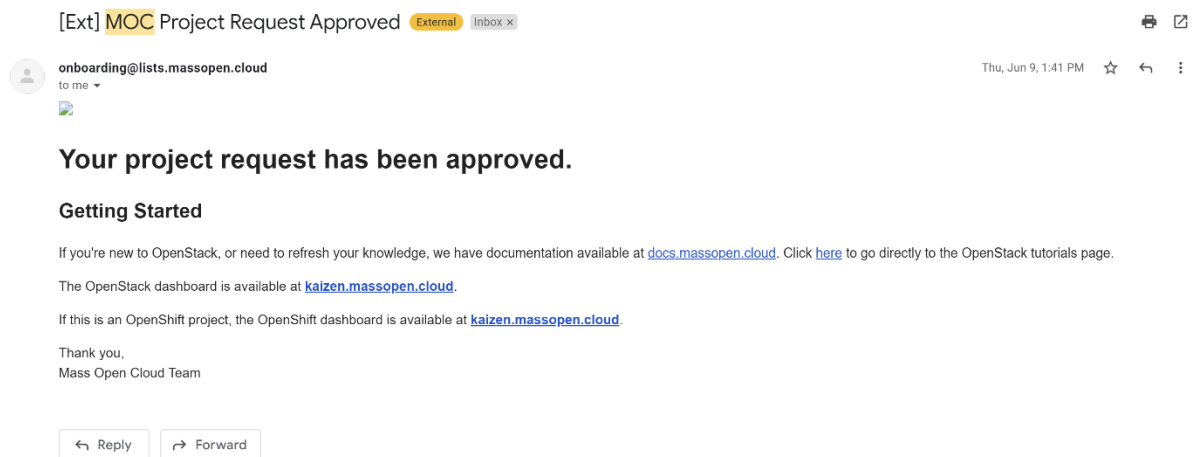 [Ext] MOC Project Request Approved External Inbox ×
onboarding@lists.massopen.cloud Thu, Jun 9, 1:41 PM
to me
Your project request has been approved.
Getting Started
If you're new to OpenStack, or need to refresh your knowledge, we have documentation available at docs.massopen.cloud. Click here to go directly to the OpenStack tutorials page.
The OpenStack dashboard is available at kaizen.massopen.cloud.
If this is an OpenShift project, the OpenShift dashboard is available at kaizen.massopen.cloud.
Thank you,
Mass Open Cloud Team
Reply Forward